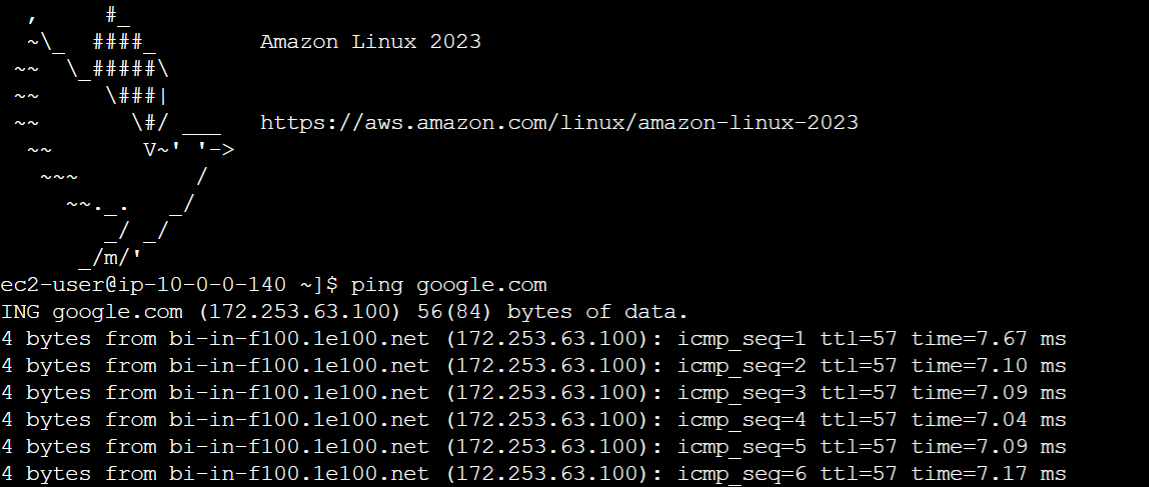 ,     #_
  ~\_  ####_        Amazon Linux 2023
 ~~  \_#####\
 ~~     \###|
 ~~       \#/ ___   https://aws.amazon.com/linux/amazon-linux-2023
  ~~       V~' '->
   ~~~         /
     ~~._.   _/
        _/ _/
      _/m/'
ec2-user@ip-10-0-0-140 ~]$ ping google.com
ING google.com (172.253.63.100) 56(84) bytes of data.
4 bytes from bi-in-f100.1e100.net (172.253.63.100): icmp_seq=1 ttl=57 time=7.67 ms
4 bytes from bi-in-f100.1e100.net (172.253.63.100): icmp_seq=2 ttl=57 time=7.10 ms
4 bytes from bi-in-f100.1e100.net (172.253.63.100): icmp_seq=3 ttl=57 time=7.09 ms
4 bytes from bi-in-f100.1e100.net (172.253.63.100): icmp_seq=4 ttl=57 time=7.04 ms
4 bytes from bi-in-f100.1e100.net (172.253.63.100): icmp_seq=5 ttl=57 time=7.09 ms
4 bytes from bi-in-f100.1e100.net (172.253.63.100): icmp_seq=6 ttl=57 time=7.17 ms